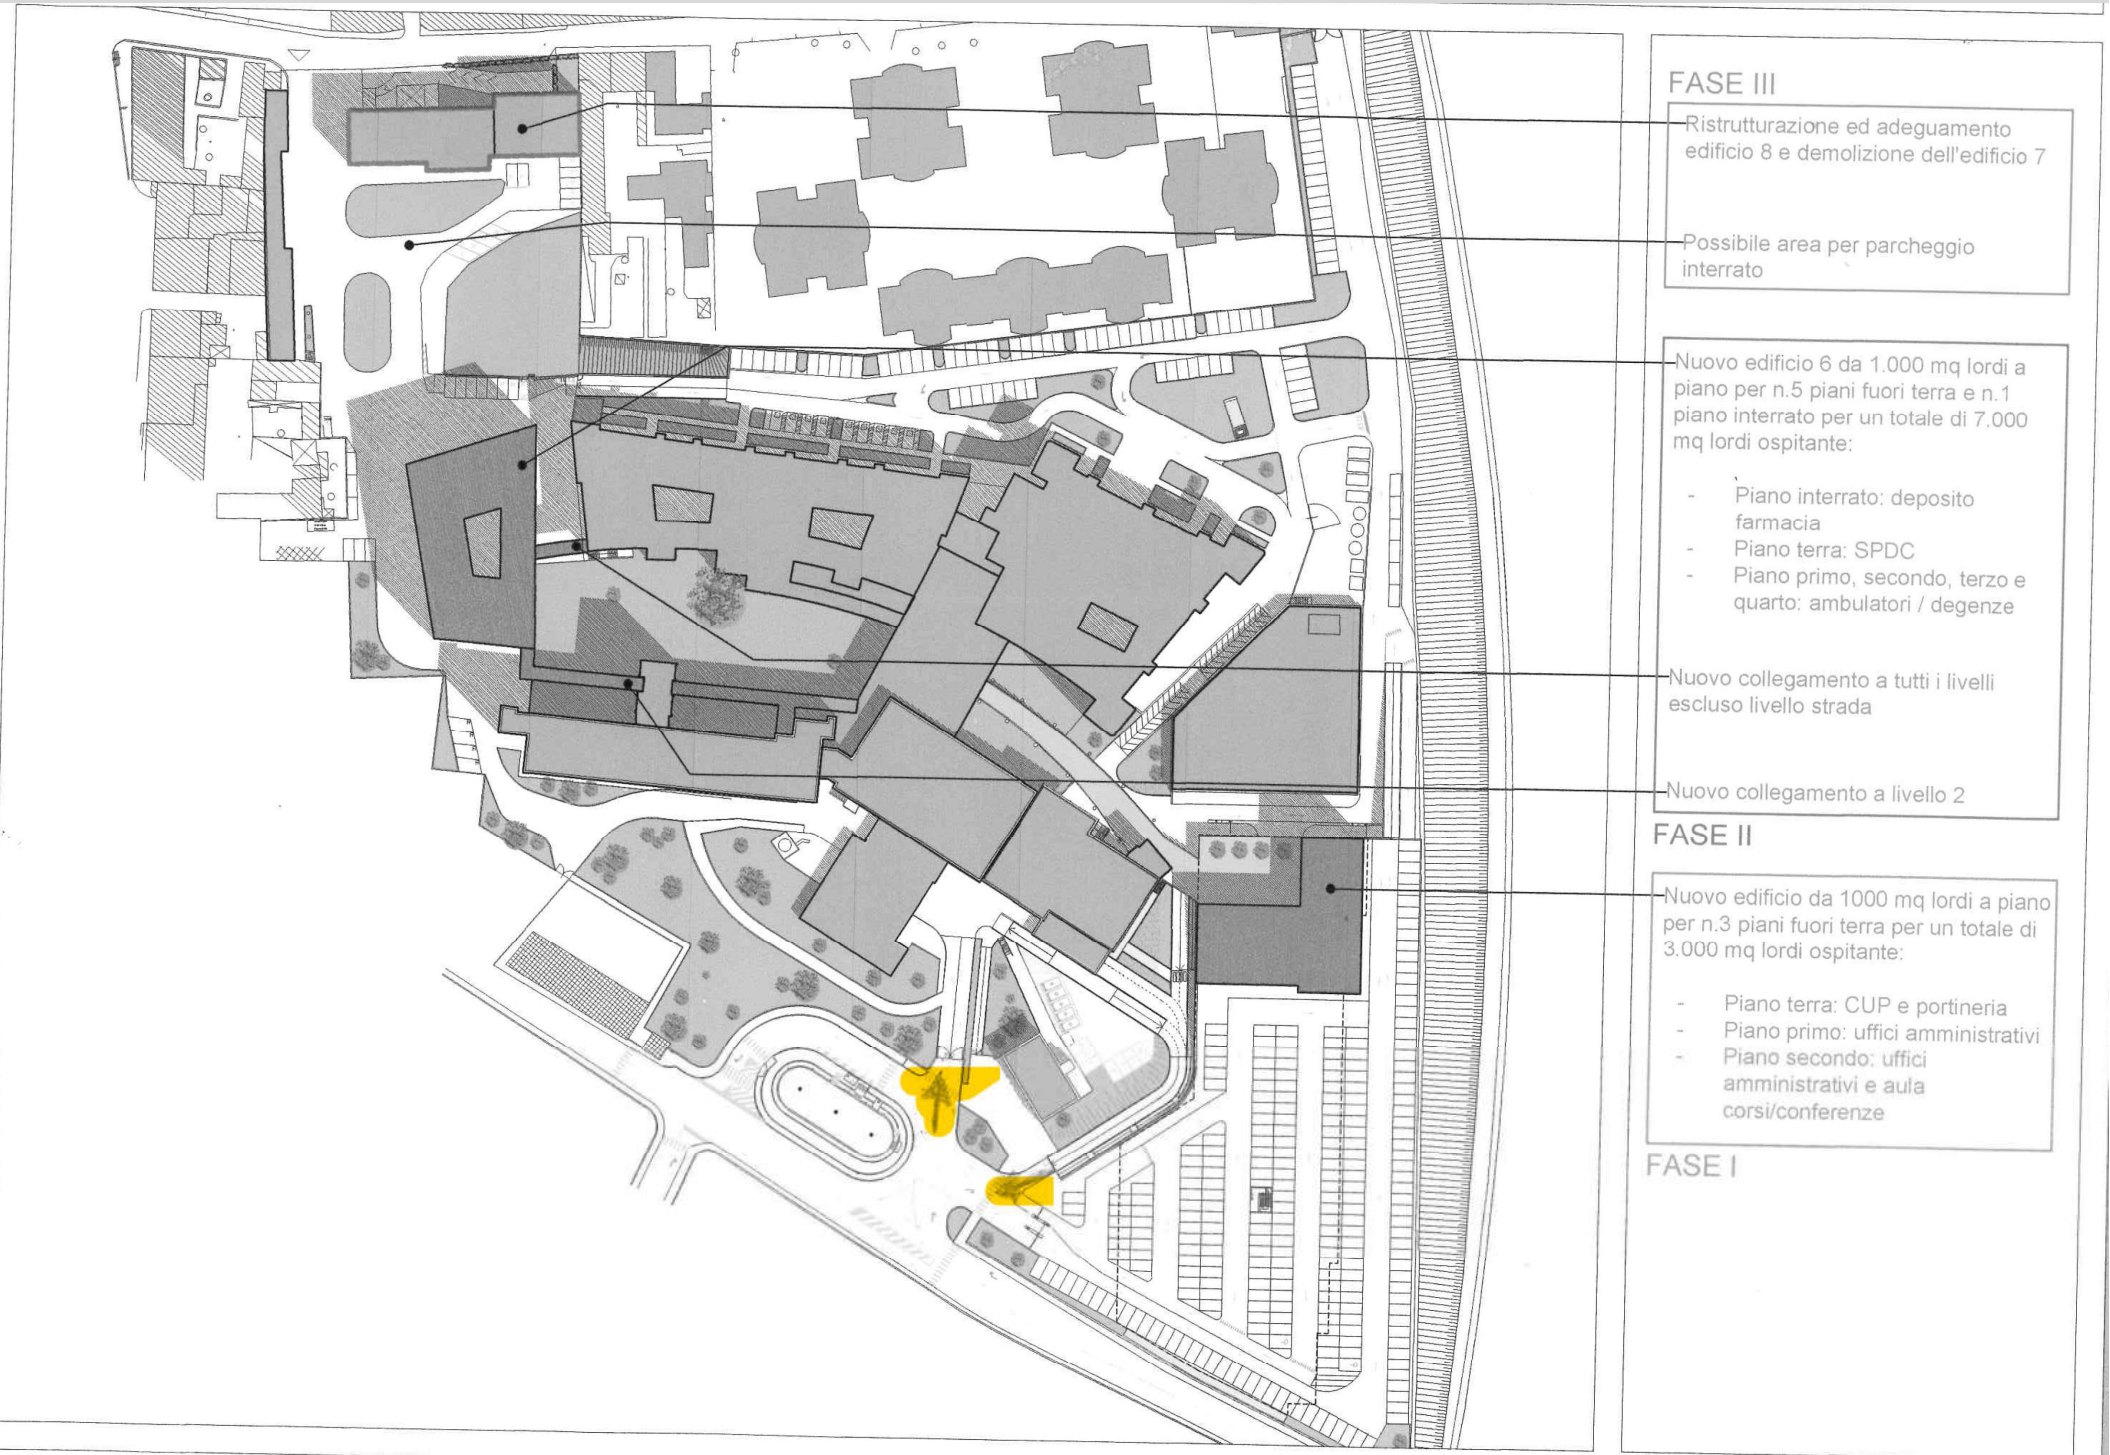 FASE III
Ristrutturazione ed adeguamento
edificio 8 e demolizione dell'edificio 7
Possibile area per parcheggio
interrato
Nuovo edificio 6 da 1.000 mq lordi a
piano per n.5 piani fuori terra e n.1
piano interrato per un totale di 7.000
mq lordi ospitante:
- Piano interrato: deposito
farmacia
- Piano terra: SPDC
- Piano primo, secondo, terzo e
quarto: ambulatori / degenze
Nuovo collegamento a tutti i livelli
escluso livello strada
Nuovo collegamento a livello 2
FASE II
Nuovo edificio da 1000 mq lordi a piano
per n.3 piani fuori terra per un totale di
3.000 mq lordi ospitante:
- Piano terra: CUP e portineria
- Piano primo: uffici amministrativi
- Piano secondo: uffici
amministrativi e aula
corsi/conferenze
FASE I